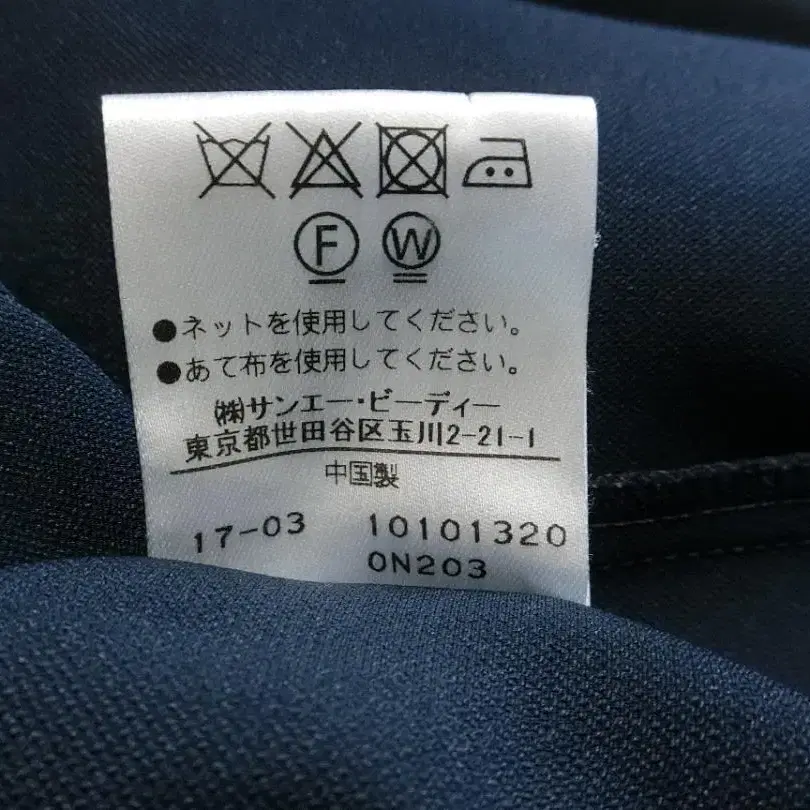 F W
●ネットを使用してください。
●あて布を使用してください。
(株)サンエー・ビーディー
東京都世田谷区玉川2-21-1
中国製
17-03 10101320
0N203